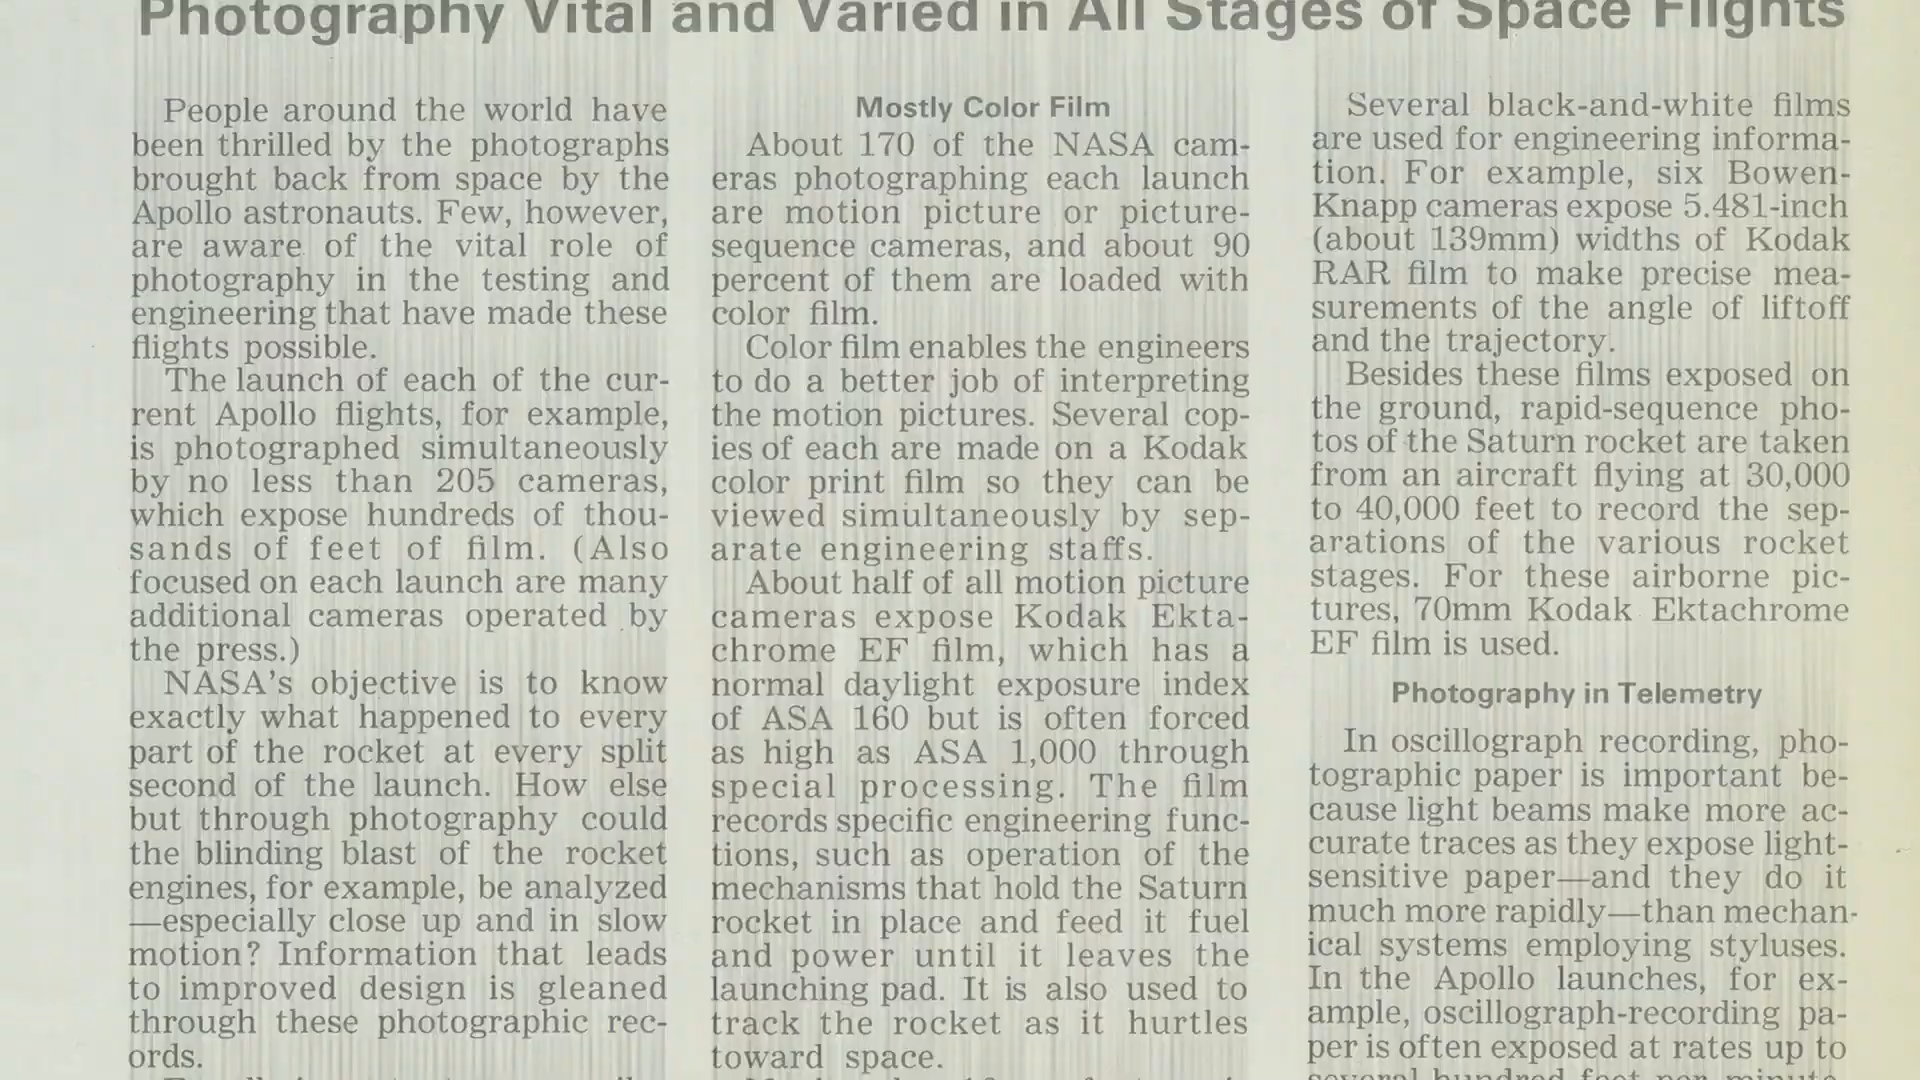 Photography Vital and Varied in All Stages of Space Flights
People around the world have
been thrilled by the photographs
brought back from space by the
Apollo astronauts. Few, however,
are aware of the vital role of
photography in the testing and
engineering that have made these
flights possible.
The launch of each of the cur-
rent Apollo flights, for example,
is photographed simultaneously
by no less than 205 cameras,
which expose hundreds of thou-
sands of feet of film. (Also
focused on each launch are many
additional cameras operated by
the press.)
NASA's objective is to know
exactly what happened to every
part of the rocket at every split
second of the launch. How else
but through photography could
the blinding blast of the rocket
engines, for example, be analyzed
—especially close up and in slow
motion? Information that leads
to improved design is gleaned
through these photographic rec-
ords.
Mostly Color Film
About 170 of the NASA cam-
eras photographing each launch
are motion picture or picture-
sequence cameras, and about 90
percent of them are loaded with
color film.
Color film enables the engineers
to do a better job of interpreting
the motion pictures. Several cop-
ies of each are made on a Kodak
color print film so they can be
viewed simultaneously by sep-
arate engineering staffs.
About half of all motion picture
cameras expose Kodak Ekta-
chrome EF film, which has a
normal daylight exposure index
of ASA 160 but is often forced
as high as ASA 1,000 through
special processing. The film
records specific engineering func-
tions, such as operation of the
mechanisms that hold the Saturn
rocket in place and feed it fuel
and power until it leaves the
launching pad. It is also used to
track the rocket as it hurtles
toward space.
Several black-and-white films
are used for engineering informa-
tion. For example, six Bowen-
Knapp cameras expose 5.481-inch
(about 139mm) widths of Kodak
RAR film to make precise mea-
surements of the angle of liftoff
and the trajectory.
Besides these films exposed on
the ground, rapid-sequence pho-
tos of the Saturn rocket are taken
from an aircraft flying at 30,000
to 40,000 feet to record the sep-
arations of the various rocket
stages. For these airborne pic-
tures, 70mm Kodak Ektachrome
EF film is used.
Photography in Telemetry
In oscillograph recording, pho-
tographic paper is important be-
cause light beams make more ac-
curate traces as they expose light-
sensitive paper—and they do it
much more rapidly—than mechan-
ical systems employing styluses.
In the Apollo launches, for ex-
ample, oscillograph-recording pa-
per is often exposed at rates up to
several hundred feet per minute